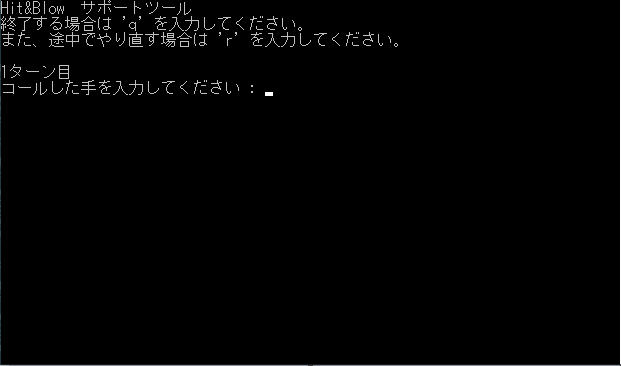 Hit&Blow　サポートツール
終了する場合は 'q' を入力してください。
また、途中でやり直す場合は 'r' を入力してください。
1ターン目
コールした手を入力してください : _